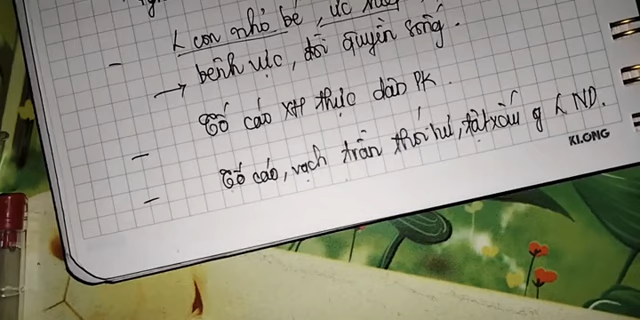 L con nhỏ bé, ức
→ bênh vực, đòi quyền sống.
- Tố cáo XH thực dân PK.
- Tố cáo, vạch trần thói hư, tật xấu ND.
KLONG